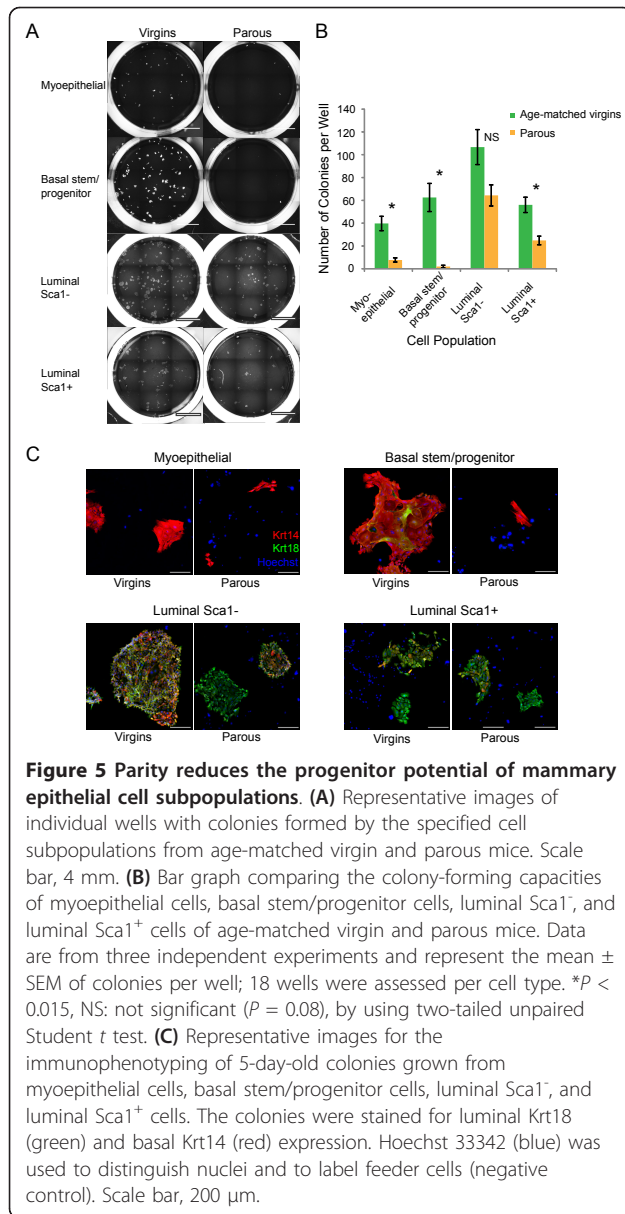 A
Virgins Parous
Myoepithelial
Basal stem/
progenitor
Luminal
Sca1-
Luminal
Sca1+
B
Number of Colonies per Well
140
120
100
80
60
40
20
0
Age-matched virgins
Parous
*
*
NS
*
Myo-
epithelial
Basal stem/
progenitor
Luminal
Sca1-
Luminal
Sca1+
Cell Population
C
Myoepithelial
Krt14
Krt18
Hoechst
Virgins Parous
Basal stem/progenitor
Virgins Parous
Luminal Sca1-
Virgins Parous
Luminal Sca1+
Virgins Parous
Figure 5 Parity reduces the progenitor potential of mammary
epithelial cell subpopulations. (A) Representative images of
individual wells with colonies formed by the specified cell
subpopulations from age-matched virgin and parous mice. Scale
bar, 4 mm. (B) Bar graph comparing the colony-forming capacities
of myoepithelial cells, basal stem/progenitor cells, luminal Sca1⁻, and
luminal Sca1⁺ cells of age-matched virgin and parous mice. Data
are from three independent experiments and represent the mean ±
SEM of colonies per well; 18 wells were assessed per cell type. *P <
0.015, NS: not significant (P = 0.08), by using two-tailed unpaired
Student t test. (C) Representative images for the
immunophenotyping of 5-day-old colonies grown from
myoepithelial cells, basal stem/progenitor cells, luminal Sca1⁻, and
luminal Sca1⁺ cells. The colonies were stained for luminal Krt18
(green) and basal Krt14 (red) expression. Hoechst 33342 (blue) was
used to distinguish nuclei and to label feeder cells (negative
control). Scale bar, 200 μm.